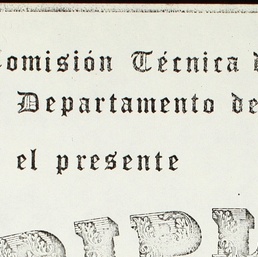 Comisión Técnica d
Departamento de
el presente